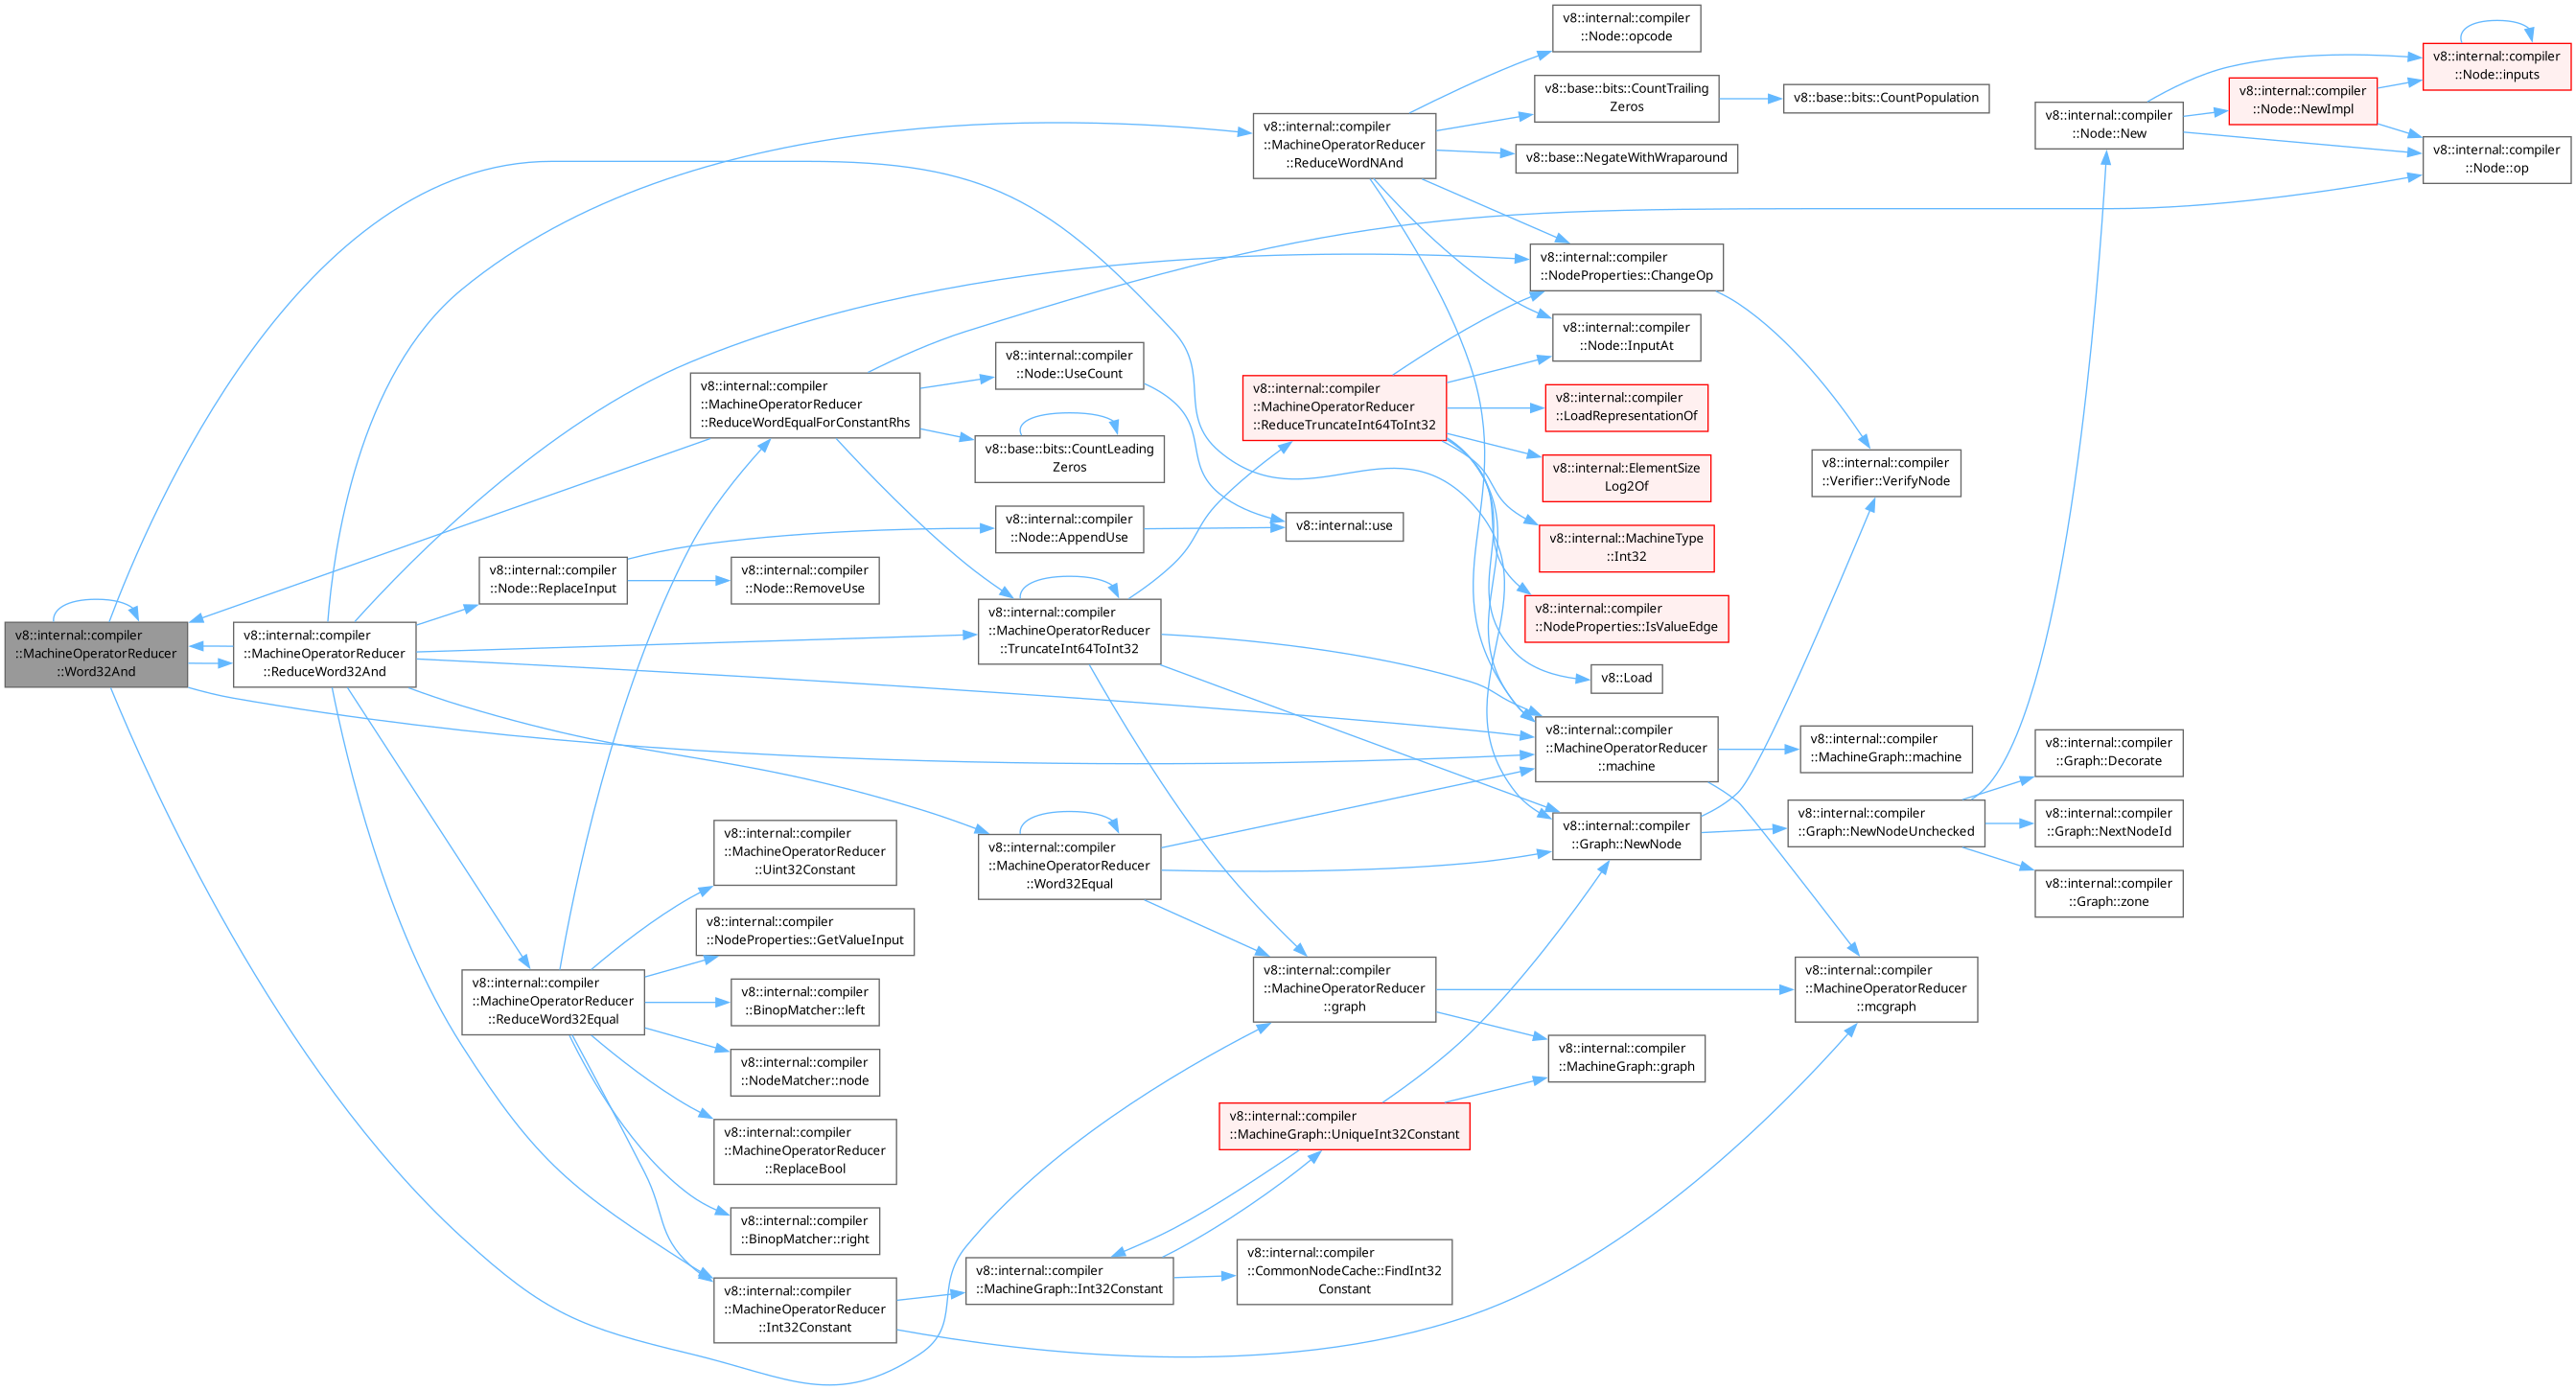 v8::internal::compiler
::MachineOperatorReducer
::Word32And
v8::internal::compiler
::MachineOperatorReducer
::ReduceWord32And
v8::internal::compiler
::Node::ReplaceInput
v8::internal::compiler
::MachineOperatorReducer
::ReduceWord32Equal
v8::internal::compiler
::MachineOperatorReducer
::ReduceWordEqualForConstantRhs
v8::internal::compiler
::Node::RemoveUse
v8::internal::compiler
::MachineOperatorReducer
::Uint32Constant
v8::internal::compiler
::NodeProperties::GetValueInput
v8::internal::compiler
::BinopMatcher::left
v8::internal::compiler
::NodeMatcher::node
v8::internal::compiler
::MachineOperatorReducer
::ReplaceBool
v8::internal::compiler
::BinopMatcher::right
v8::internal::compiler
::MachineOperatorReducer
::Int32Constant
v8::internal::compiler
::Node::UseCount
v8::base::bits::CountLeading
Zeros
v8::internal::compiler
::Node::AppendUse
v8::internal::compiler
::MachineOperatorReducer
::TruncateInt64ToInt32
v8::internal::compiler
::MachineOperatorReducer
::Word32Equal
v8::internal::compiler
::MachineGraph::Int32Constant
v8::internal::compiler
::MachineOperatorReducer
::ReduceWordNAnd
v8::internal::compiler
::MachineOperatorReducer
::ReduceTruncateInt64ToInt32
v8::internal::use
v8::internal::compiler
::MachineOperatorReducer
::graph
v8::internal::compiler
::MachineGraph::UniqueInt32Constant
v8::internal::compiler
::CommonNodeCache::FindInt32
Constant
v8::internal::compiler
::Node::opcode
v8::base::bits::CountTrailing
Zeros
v8::base::NegateWithWraparound
v8::internal::compiler
::NodeProperties::ChangeOp
v8::internal::compiler
::Node::InputAt
v8::internal::compiler
::LoadRepresentationOf
v8::internal::ElementSize
Log2Of
v8::internal::MachineType
::Int32
v8::internal::compiler
::NodeProperties::IsValueEdge
v8::Load
v8::internal::compiler
::MachineOperatorReducer
::machine
v8::internal::compiler
::Graph::NewNode
v8::internal::compiler
::MachineGraph::graph
v8::base::bits::CountPopulation
v8::internal::compiler
::Verifier::VerifyNode
v8::internal::compiler
::MachineGraph::machine
v8::internal::compiler
::Graph::NewNodeUnchecked
v8::internal::compiler
::MachineOperatorReducer
::mcgraph
v8::internal::compiler
::Node::New
v8::internal::compiler
::Graph::Decorate
v8::internal::compiler
::Graph::NextNodeId
v8::internal::compiler
::Graph::zone
v8::internal::compiler
::Node::NewImpl
v8::internal::compiler
::Node::inputs
v8::internal::compiler
::Node::op